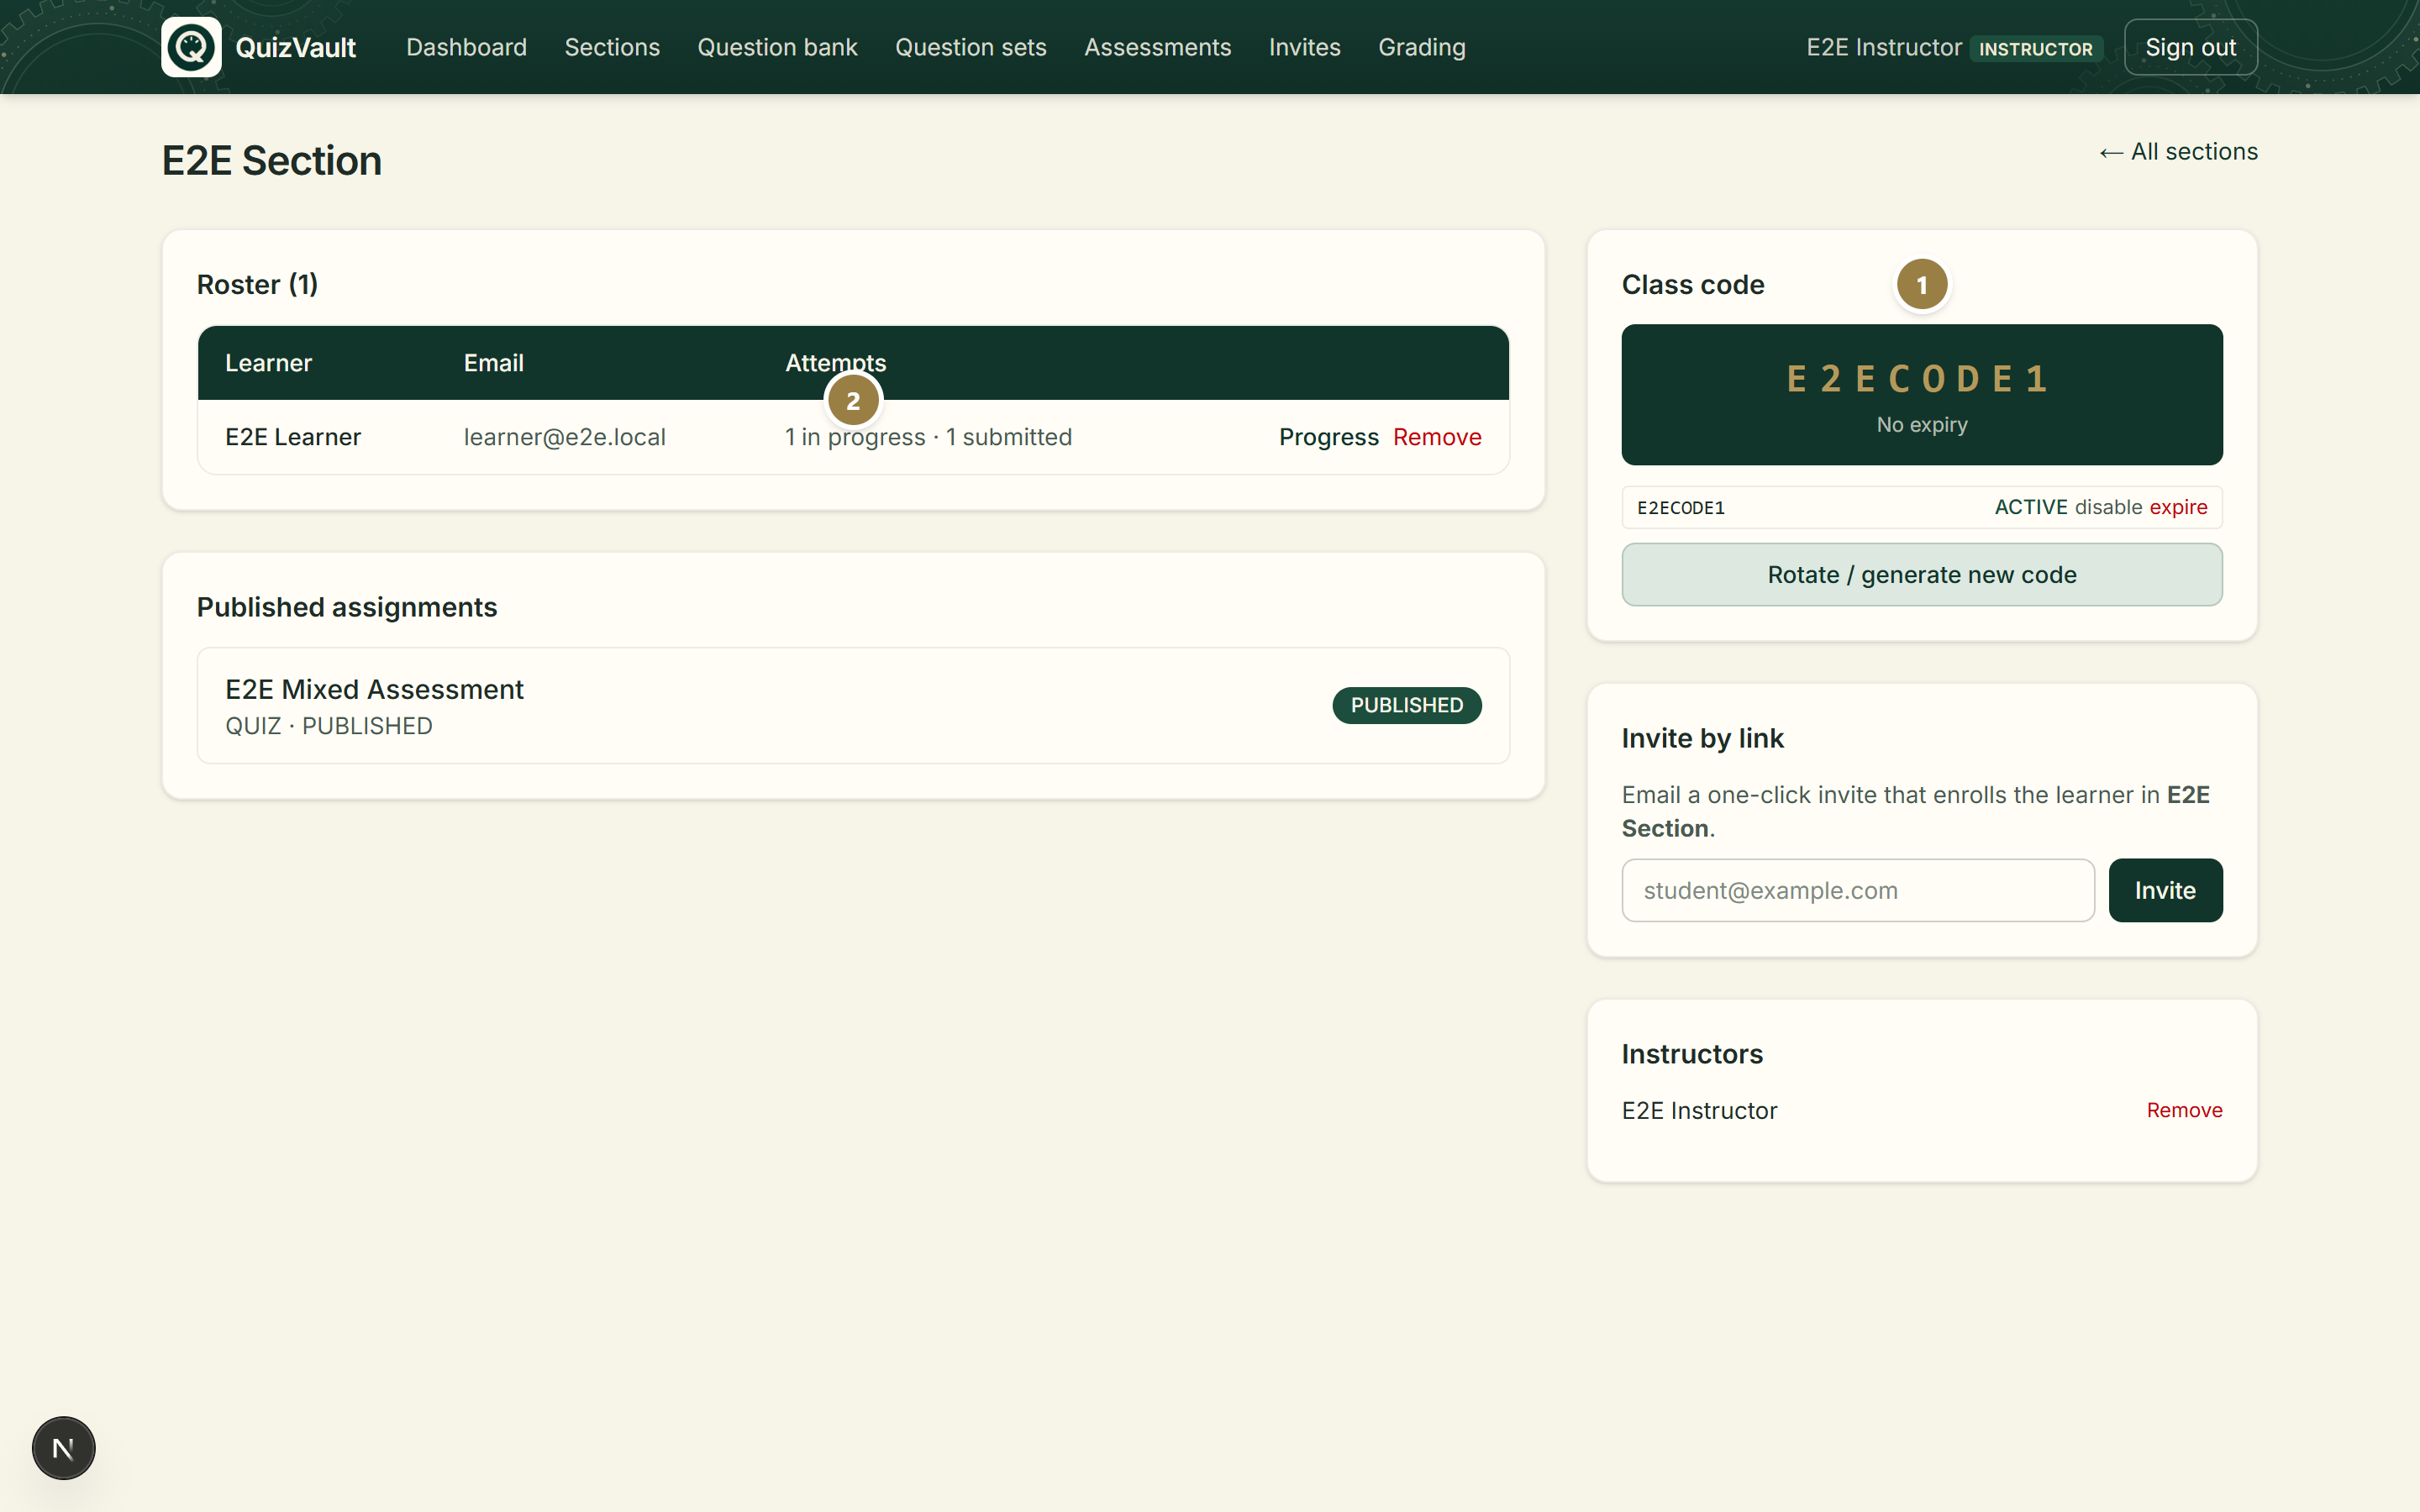 QuizVault Dashboard Sections Question bank Question sets Assessments Invites Grading E2E Instructor INSTRUCTOR Sign out
E2E Section
← All sections
Roster (1)
Learner Email Attempts
2
E2E Learner learner@e2e.local 1 in progress · 1 submitted Progress Remove
Published assignments
E2E Mixed Assessment
QUIZ · PUBLISHED
PUBLISHED
Class code
1
E2ECODE1
No expiry
E2ECODE1 ACTIVE disable expire
Rotate / generate new code
Invite by link
Email a one-click invite that enrolls the learner in E2E
Section.
student@example.com Invite
Instructors
E2E Instructor Remove
N